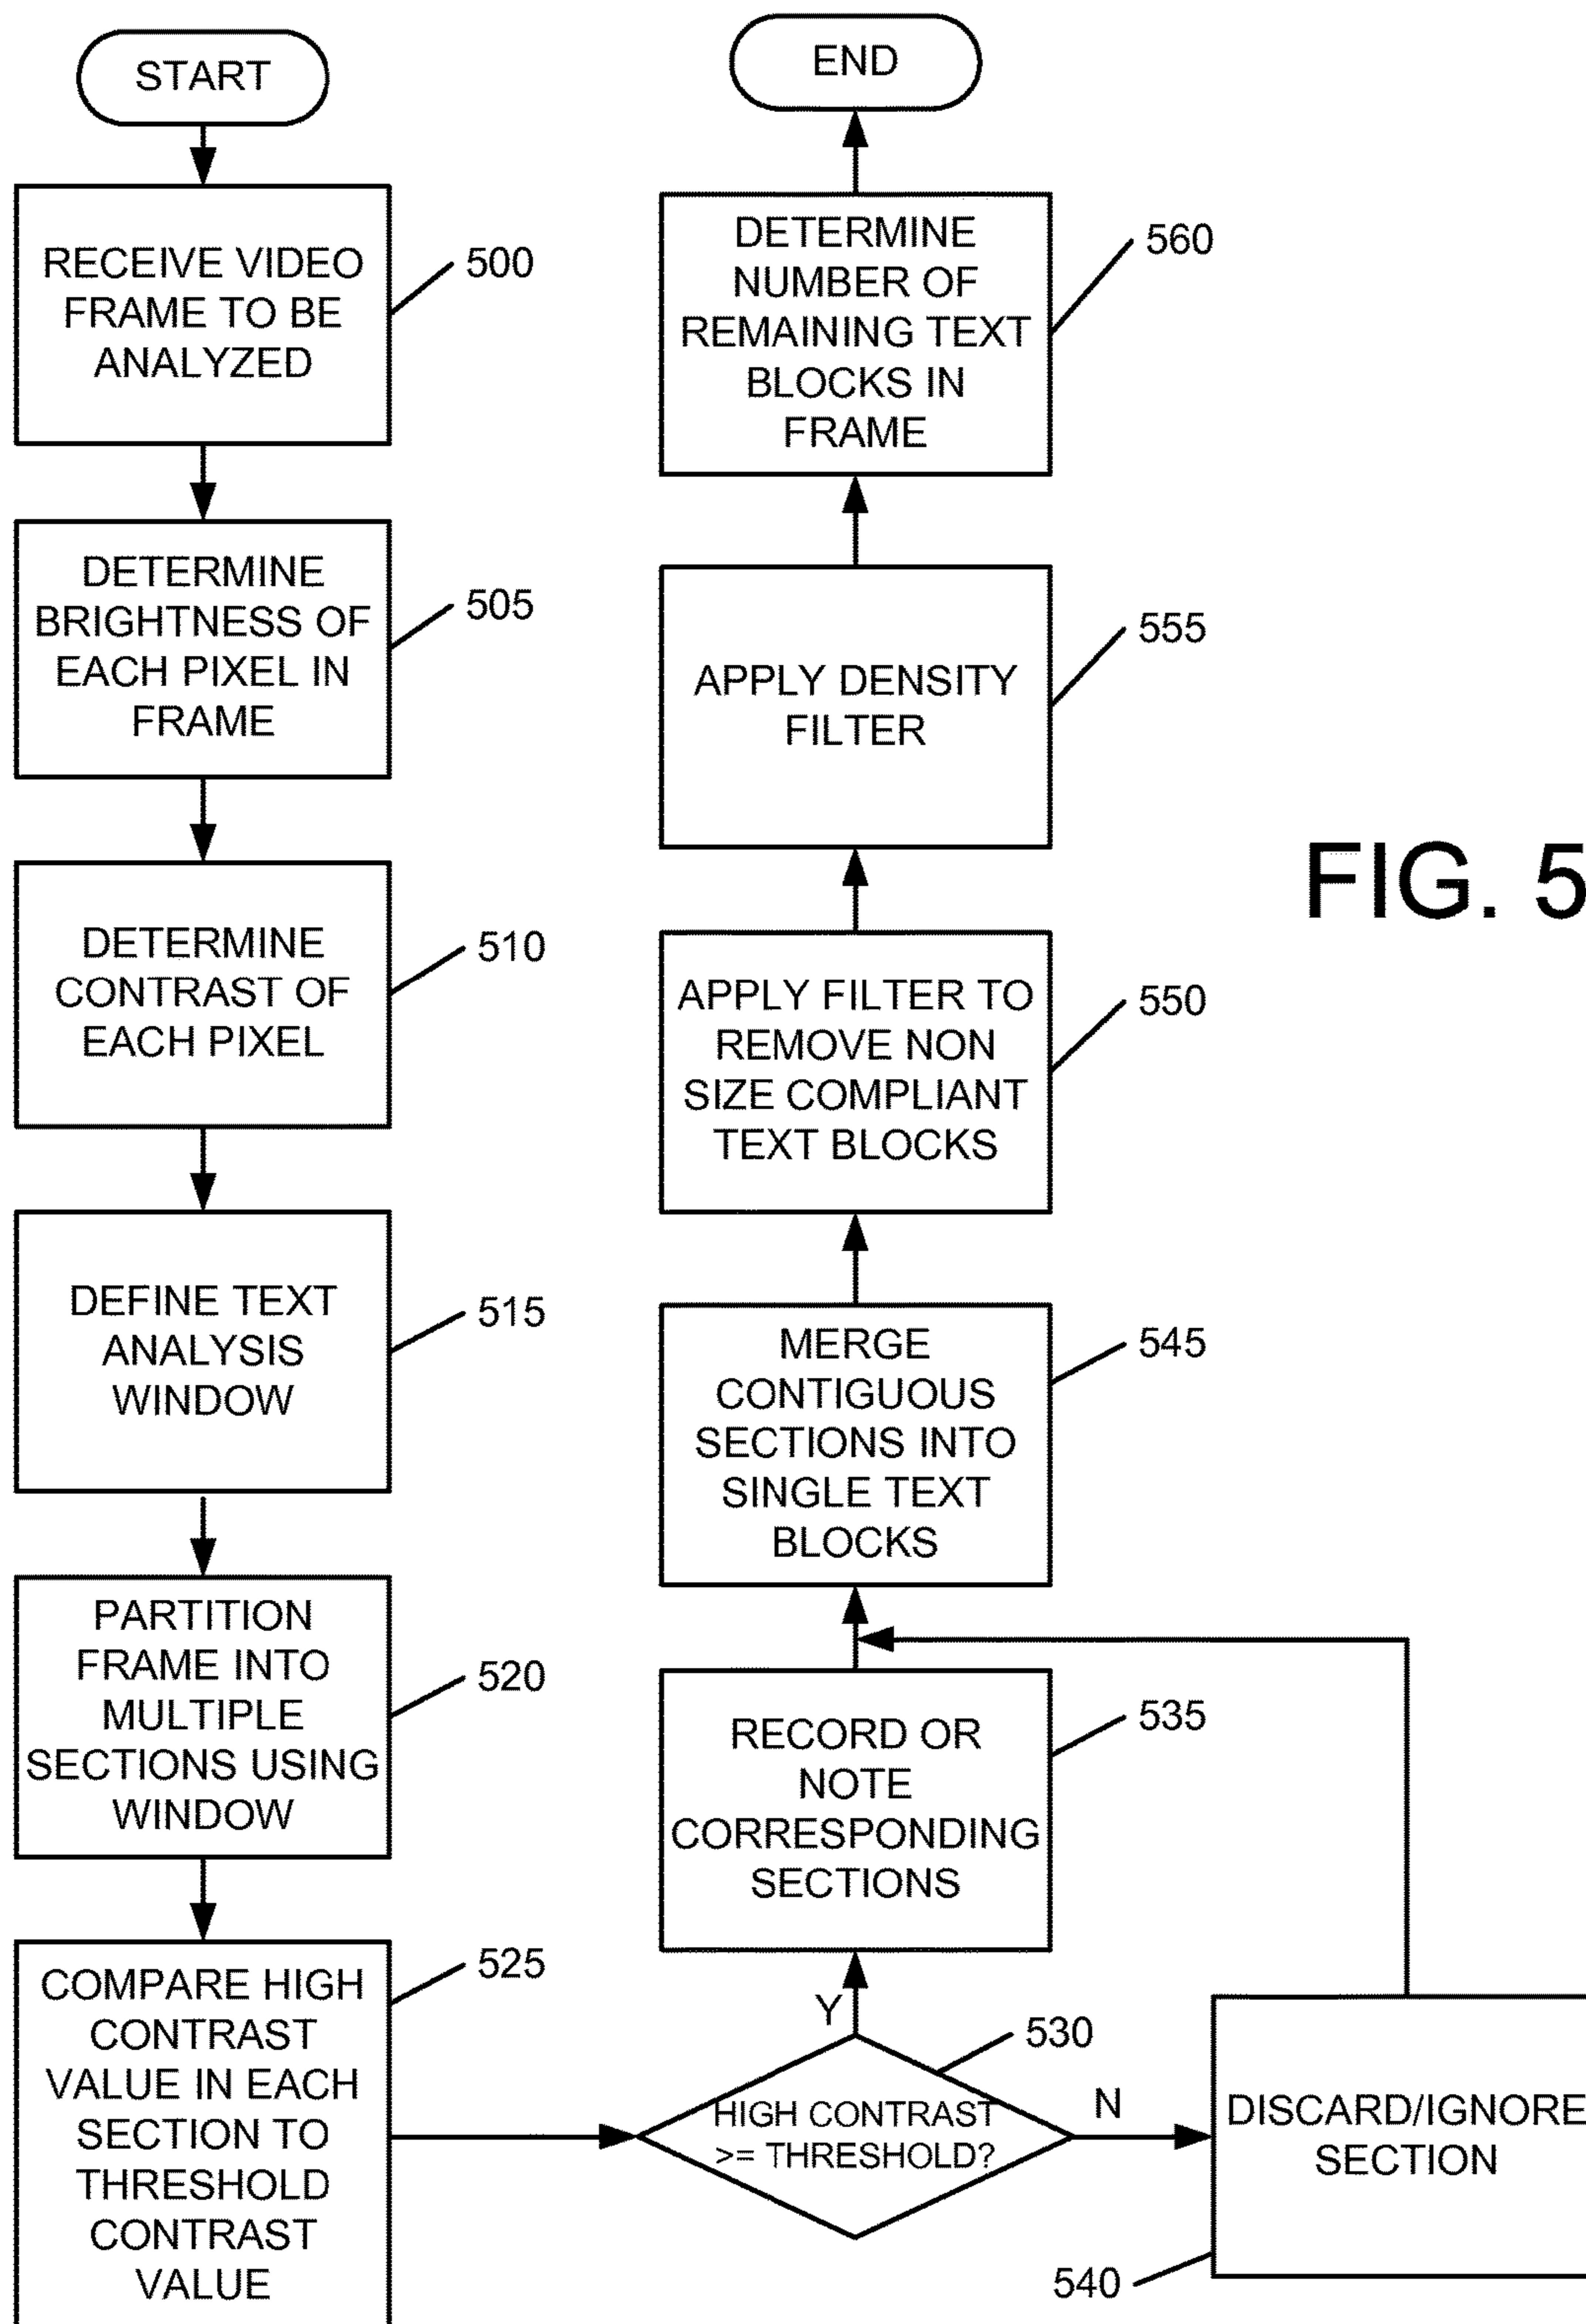 START
RECEIVE VIDEO
FRAME TO BE
ANALYZED
500
DETERMINE
BRIGHTNESS OF
EACH PIXEL IN
FRAME
505
DETERMINE
CONTRAST OF
EACH PIXEL
510
DEFINE TEXT
ANALYSIS
WINDOW
515
PARTITION
FRAME INTO
MULTIPLE
SECTIONS USING
WINDOW
520
COMPARE HIGH
CONTRAST
VALUE IN EACH
SECTION TO
THRESHOLD
CONTRAST
VALUE
525
HIGH CONTRAST
>= THRESHOLD?
530
Y
N
RECORD OR
NOTE
CORRESPONDING
SECTIONS
535
DISCARD/IGNORE
SECTION
540
MERGE
CONTIGUOUS
SECTIONS INTO
SINGLE TEXT
BLOCKS
545
APPLY FILTER TO
REMOVE NON
SIZE COMPLIANT
TEXT BLOCKS
550
APPLY DENSITY
FILTER
555
DETERMINE
NUMBER OF
REMAINING TEXT
BLOCKS IN
FRAME
560
END
FIG. 5